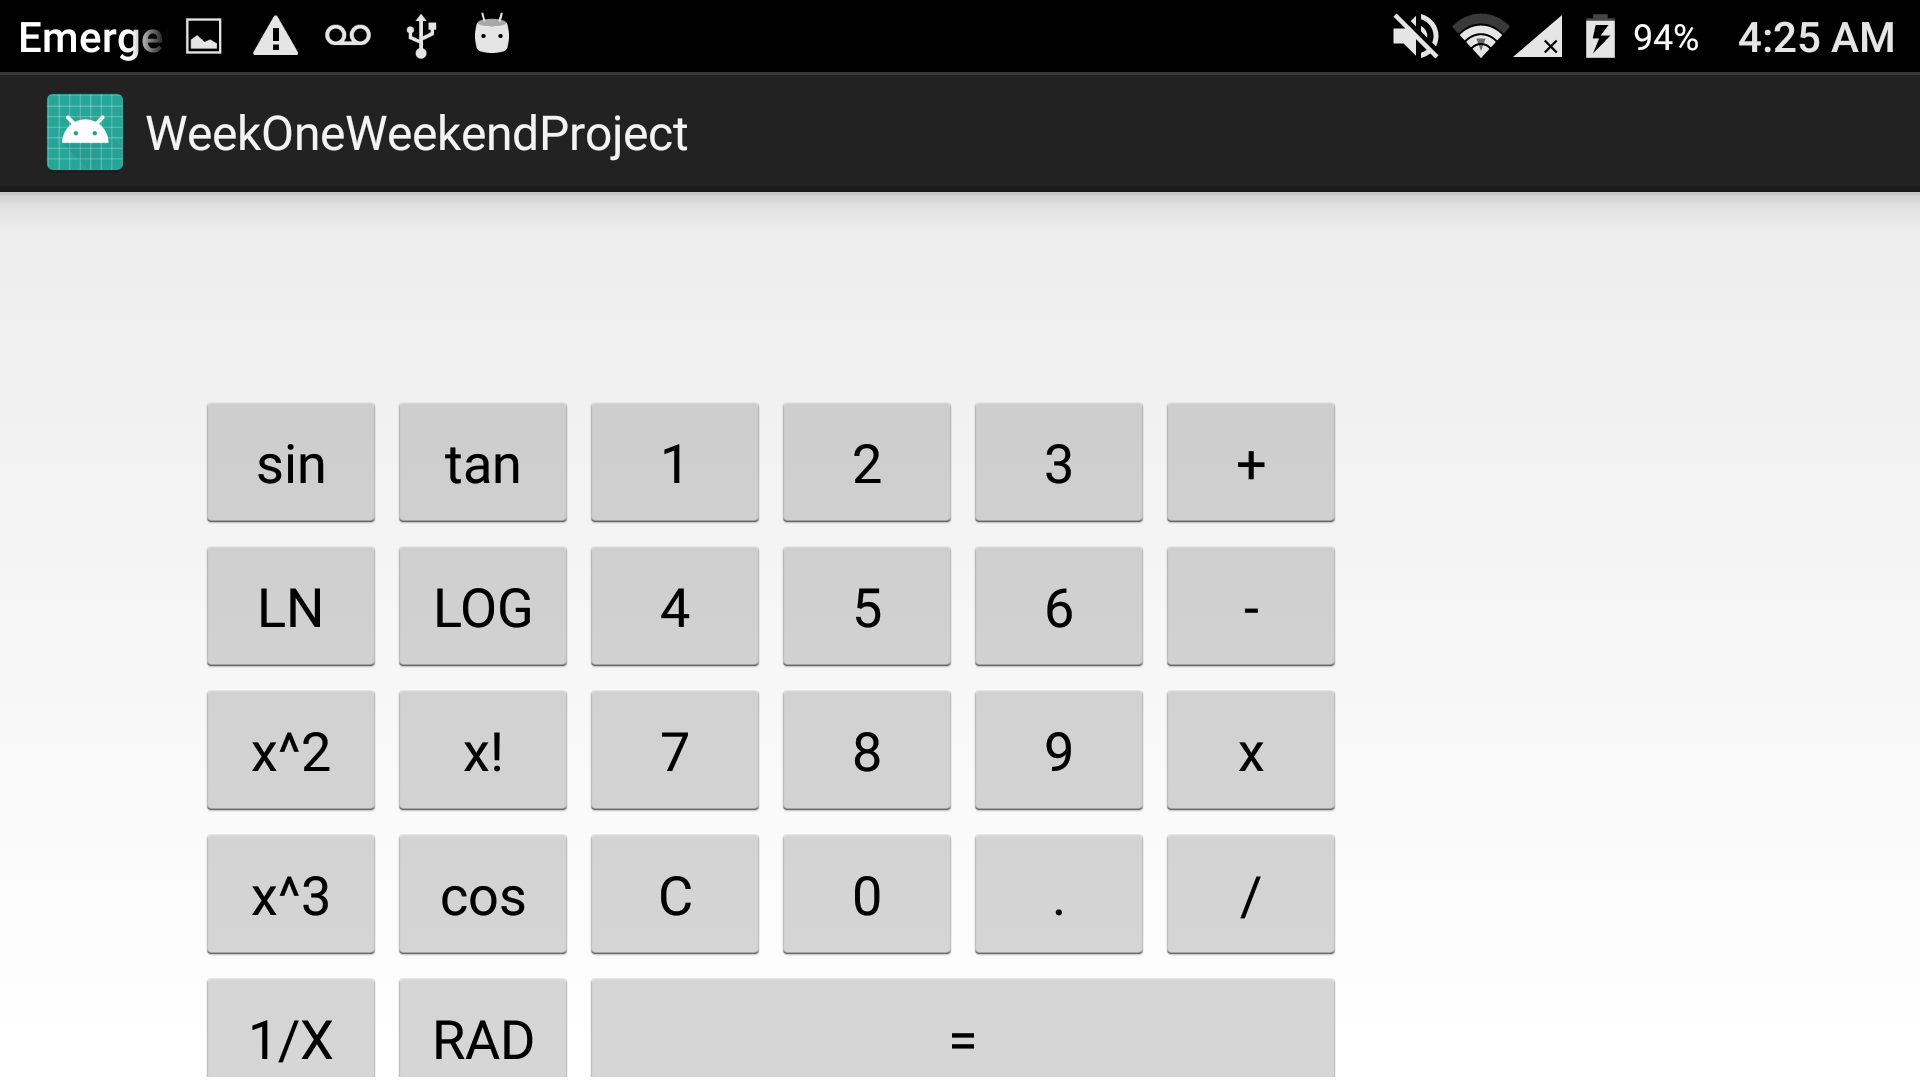 Emerge 94% 4:25 AM
WeekOneWeekendProject
sin tan 1 2 3 +
LN LOG 4 5 6 -
x^2 x! 7 8 9 x
x^3 cos C 0 . /
1/X RAD =